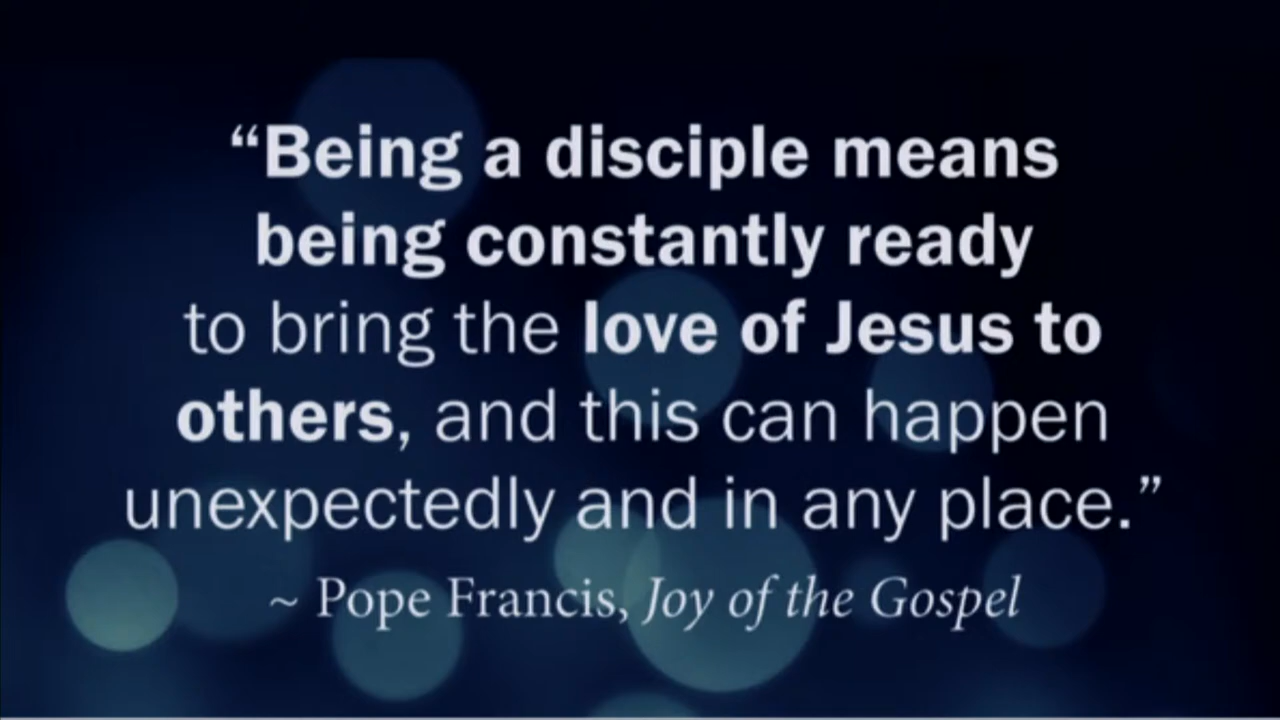 “Being a disciple means
being constantly ready
to bring the love of Jesus to
others, and this can happen
unexpectedly and in any place.”
~ Pope Francis, Joy of the Gospel